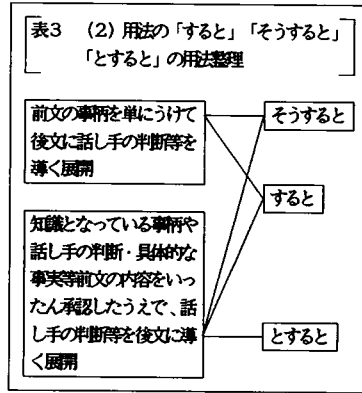 表3　(2) 用法の「すると」「そうすると」
「とすると」の用法整理
前文の事柄を単にうけて
後文に話し手の判断等を
導く展開
そうすると
すると
知識となっている事柄や
話し手の判断・具体的な
事実等前文の内容をいっ
たん承認したうえで、話
し手の判断等を後文に導
く展開
とすると